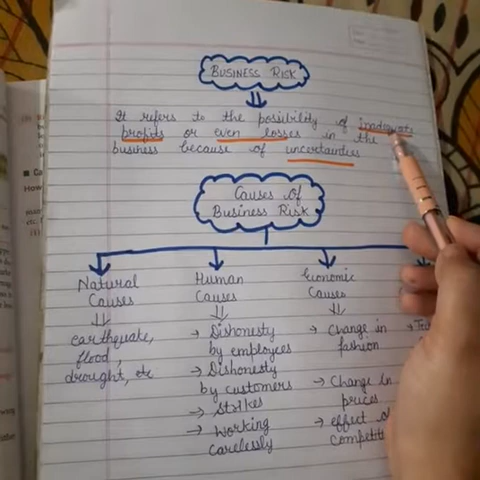 BUSINESS RISK
It refers to the possibility of inadequate
profits or even losses in the
business because of uncertainties
Causes of
Business Risk
Natural
Causes
earthquake,
flood,
drought, etc
Human
Causes
→ Dishonesty
by employees
→ Dishonesty
by customers
→ Strikes
→ Working
carelessly
Economic
Causes
→ Change in
fashion
→ Change in
prices
→ effect of